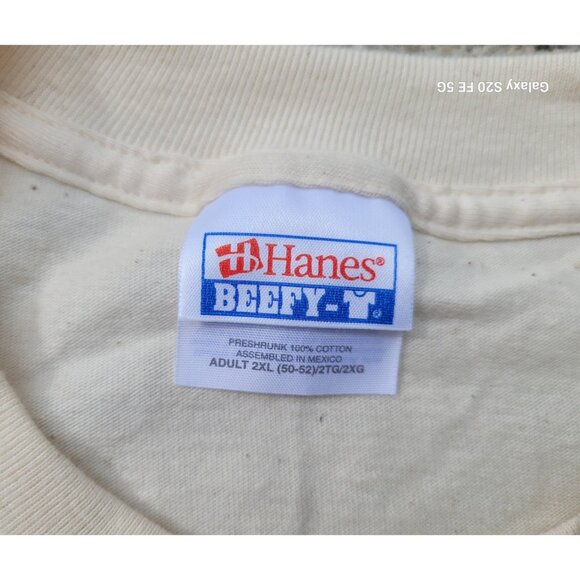 Galaxy S20 FE 5G
H Hanes®
BEEFY-T®
PRESHRUNK 100% COTTON
ASSEMBLED IN MEXICO
ADULT 2XL (50-52)/2TG/2XG